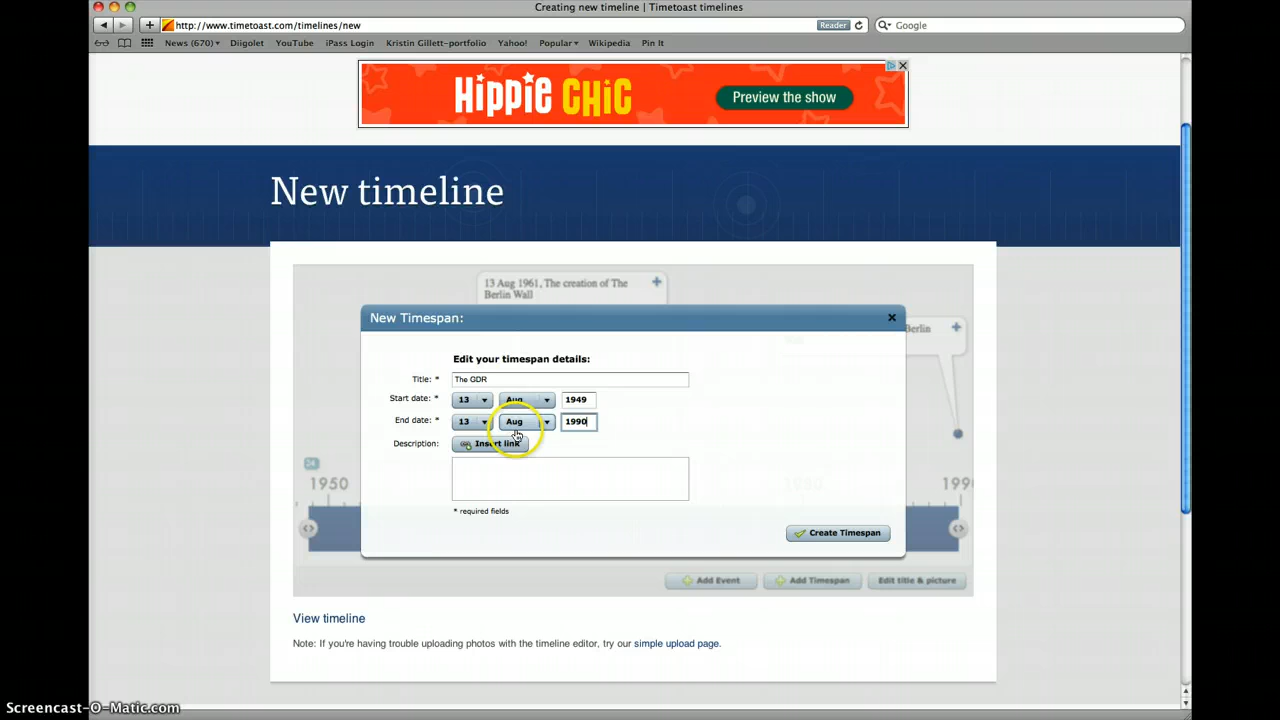 Creating new timeline | Timetoast timelines
http://www.timetoast.com/timelines/new
Reader
Google
News (670)
Diigolet
YouTube
iPass Login
Kristin Gillett-portfolio
Yahoo!
Popular
Wikipedia
Pin It
HIPPIE CHIC
Preview the show
New timeline
13 Aug 1961, The creation of The
Berlin Wall
Berlin
New Timespan:
Edit your timespan details:
Title: *
The GDR
Start date: *
13
Aug
1949
End date: *
13
Aug
1990
Description:
Insert link
* required fields
Create Timespan
24
1950
1980
Add Event
Add Timespan
Edit title & picture
View timeline
Note: If you're having trouble uploading photos with the timeline editor, try our simple upload page.
Screencast-O-Matic.com